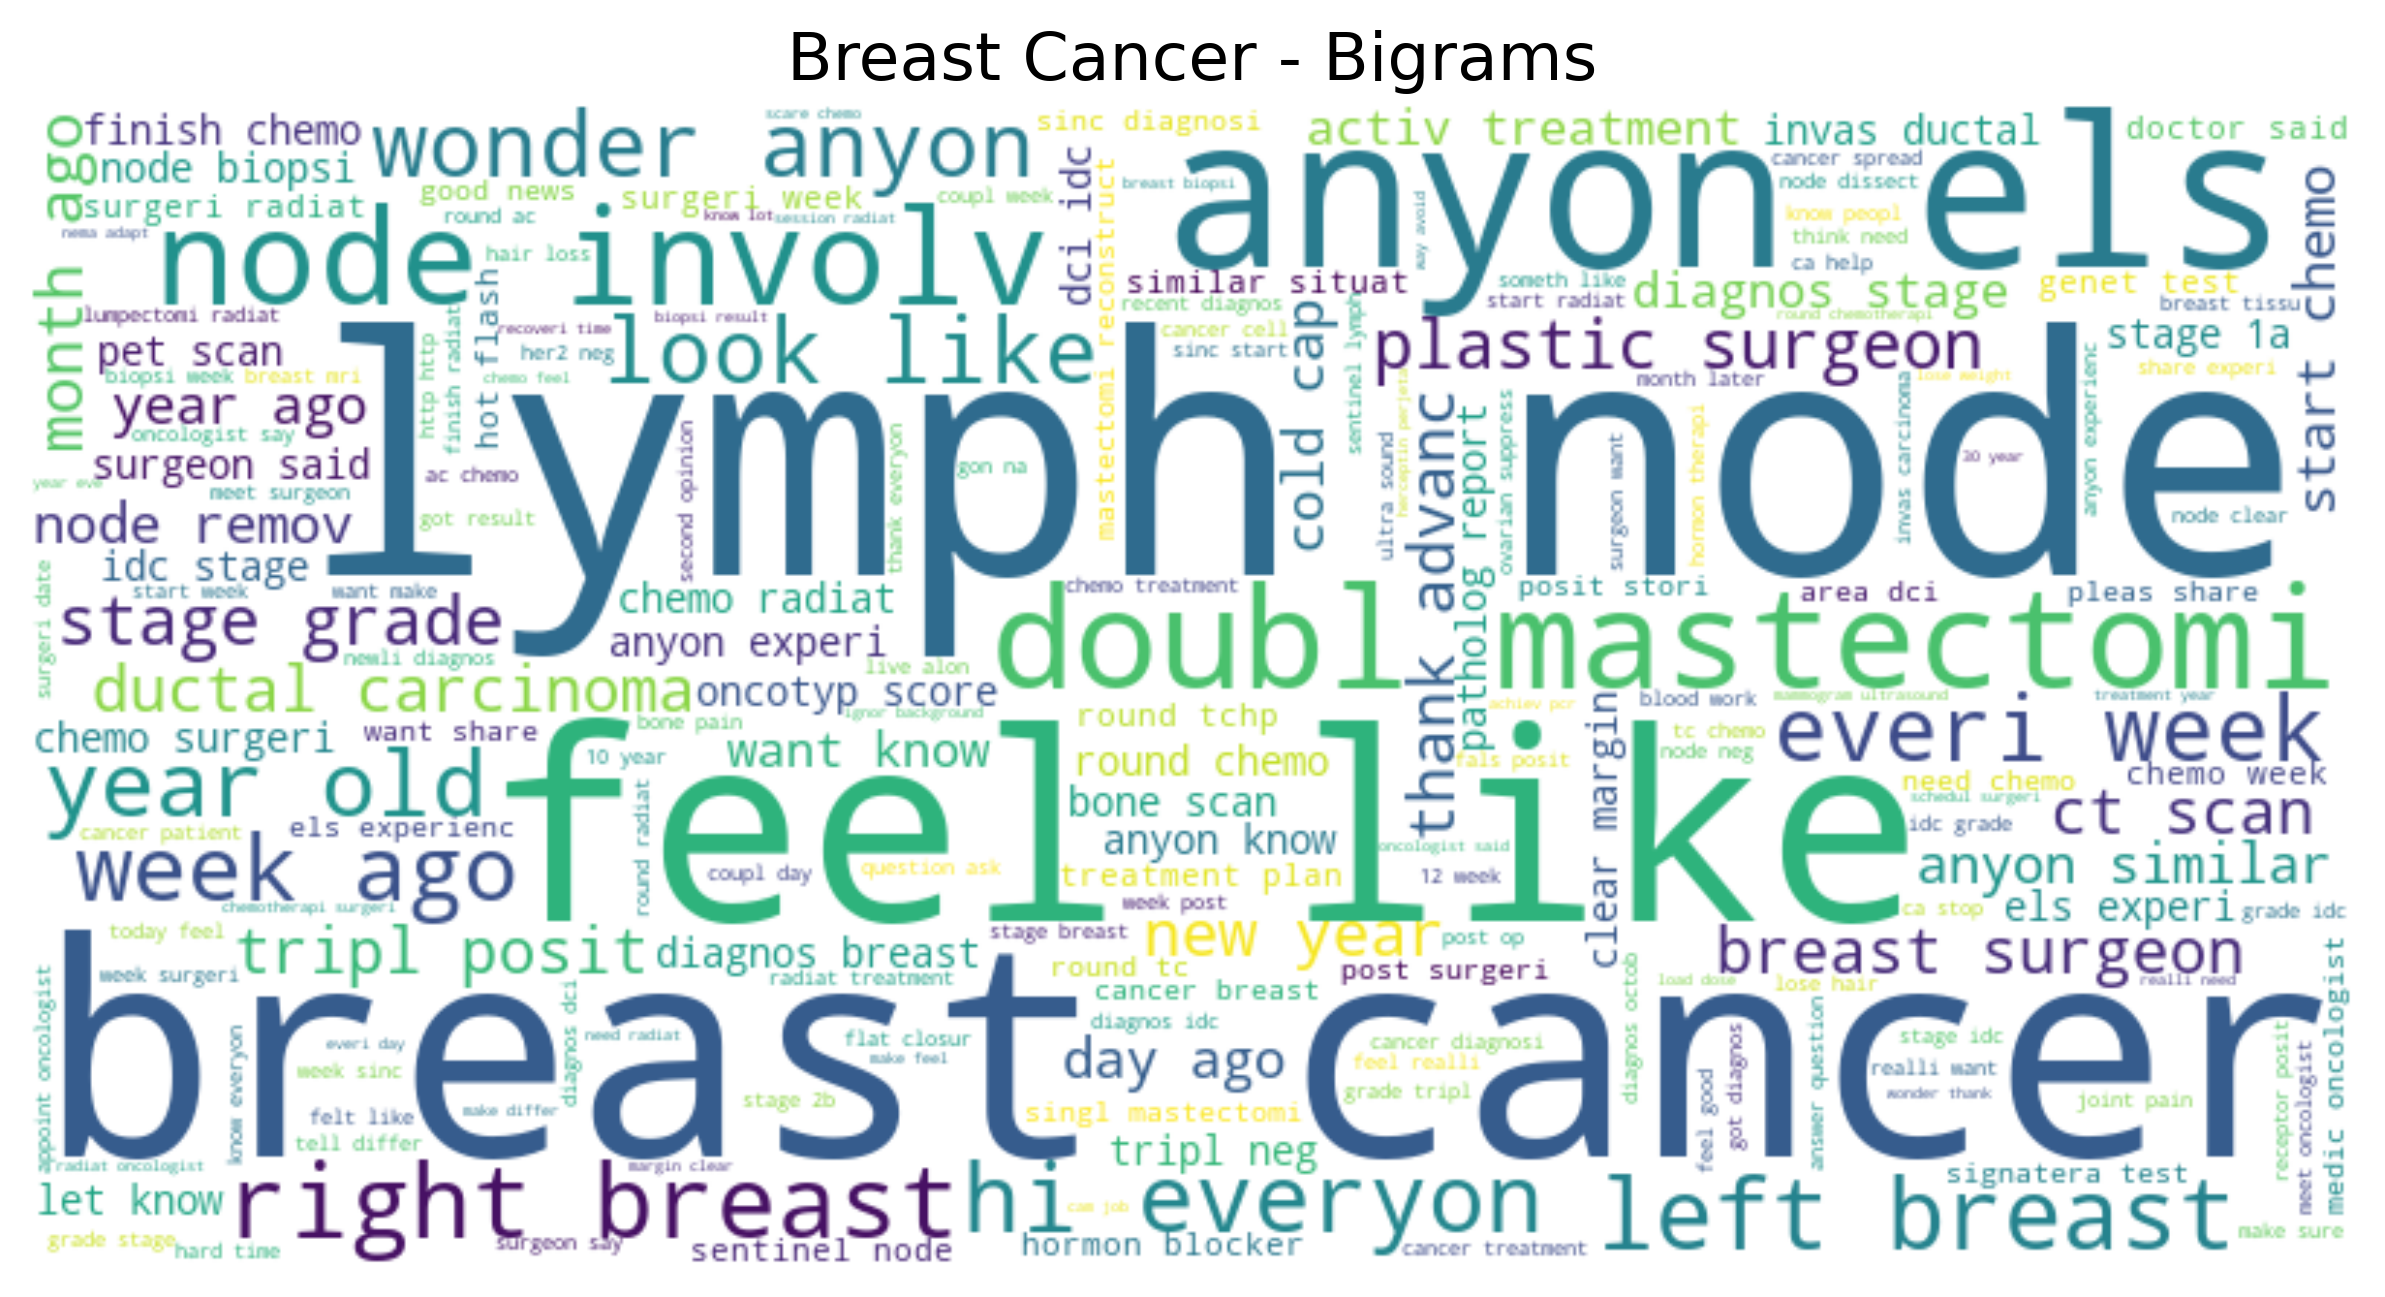 Breast Cancer - Bigrams
finish chemo
wonder anyon
scare chemo
sinc diagnosi
activ treatment
invas ductal
doctor said
anyon els
month ago
node biopsi
dci idc
breast biopsi
cancer spread
node dissect
surgeri radiat
good news
surgeri week
coupl week
round ac
know lot
session radiat
nema adapt
node involv
hair loss
mastectomi reconstruct
way avoid
know peopl
think need
ca help
start chemo
hot flash
similar situat
someth like
diagnos stage
genet test
recent diagnos
start radiat
breast tissu
lumpectomi radiat
recoveri time
biopsi result
look like
cancer cell
cold cap
sentinel lymph
plastic surgeon
round chemotherapi
stage 1a
pet scan
http http
finish radiat
her2 neg
sinc start
biopsi week
breast mri
chemo feel
month later
lose weight
share experi
lymph node
year ago
oncologist say
surgeon said
ac chemo
second opinion
thank everyon
gon na
ultra sound
herceptin perjeta
thank advanc
patholog report
ovarian suppress
surgeon want
hormon therapi
30 year
invas carcinoma
anyon experienc
year eve
meet surgeon
node remov
got result
node clear
idc stage
start week
want make
chemo treatment
posit stori
area dci
pleas share
surgeri date
stage grade
chemo radiat
anyon experi
doubl mastectomi
newli diagnos
live alon
ductal carcinoma
oncotyp score
clear margin
blood work
mammogram ultrasound
treatment year
achiev pcr
chemo surgeri
want share
bone pain
ignor background
round tchp
tc chemo
everi week
year old
10 year
want know
round chemo
fals posit
node neg
feel like
need chemo
chemo week
round radiat
bone scan
schedul surgeri
ct scan
cancer patient
els experienc
anyon know
idc grade
oncologist said
week ago
coupl day
question ask
treatment plan
12 week
anyon similar
chemotherapi surgeri
week post
ca stop
els experi
grade idc
today feel
tripl posit
diagnos breast
stage breast
new year
post op
breast surgeon
appoint oncologist
week surgeri
radiat treatment
round tc
post surgeri
load dose
lose hair
realli need
medic oncologist
breast cancer
diagnos dci
cancer breast
diagnos octob
know everyon
everi day
need radiat
flat closur
diagnos idc
cancer diagnosi
got diagnos
answer question
stage idc
receptor posit
meet oncologist
week sinc
make feel
day ago
feel realli
realli want
feel good
grade tripl
wonder thank
joint pain
felt like
make differ
stage 2b
singl mastectomi
tell differ
tripl neg
radiat oncologist
margin clear
signatera test
let know
right breast
hi everyon
cam job
left breast
grade stage
hard time
surgeon say
sentinel node
hormon blocker
cancer treatment
make sure